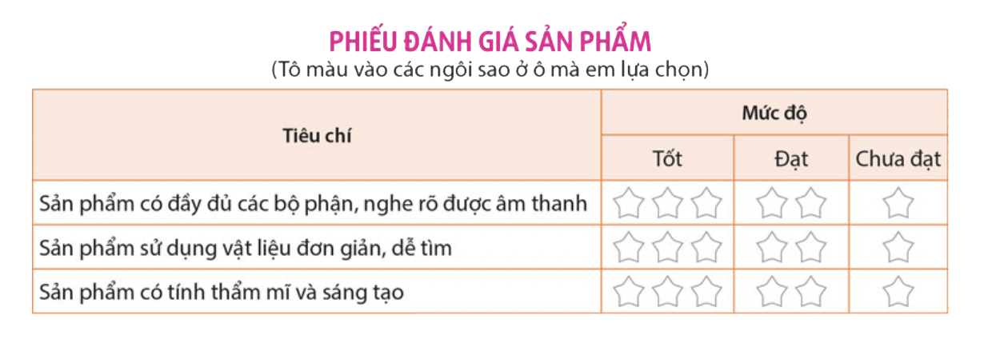 PHIẾU ĐÁNH GIÁ SẢN PHẨM
(Tô màu vào các ngôi sao ở ô mà em lựa chọn)
Tiêu chí
Mức độ
Tốt
Đạt
Chưa đạt
Sản phẩm có đầy đủ các bộ phận, nghe rõ được âm thanh
Sản phẩm sử dụng vật liệu đơn giản, dễ tìm
Sản phẩm có tính thẩm mĩ và sáng tạo